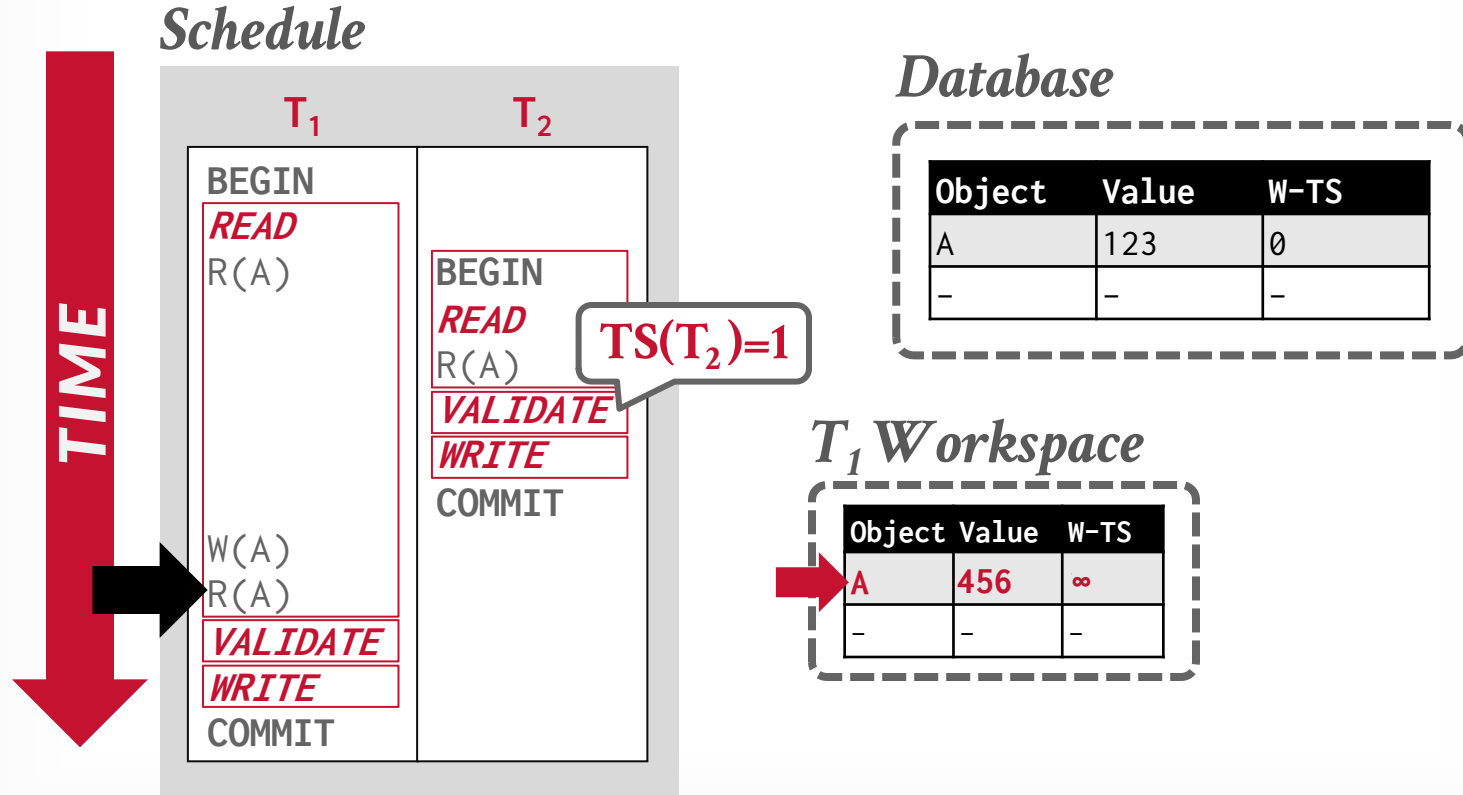 Schedule
TIME
T₁ T₂
BEGIN
READ
R(A) BEGIN
READ
R(A)
TS(T₂)=1
VALIDATE
WRITE
COMMIT
W(A)
R(A)
VALIDATE
WRITE
COMMIT
Database
Object Value W-TS
A 123 0
- - -
T₁ Workspace
Object Value W-TS
A 456 ∞
- - -